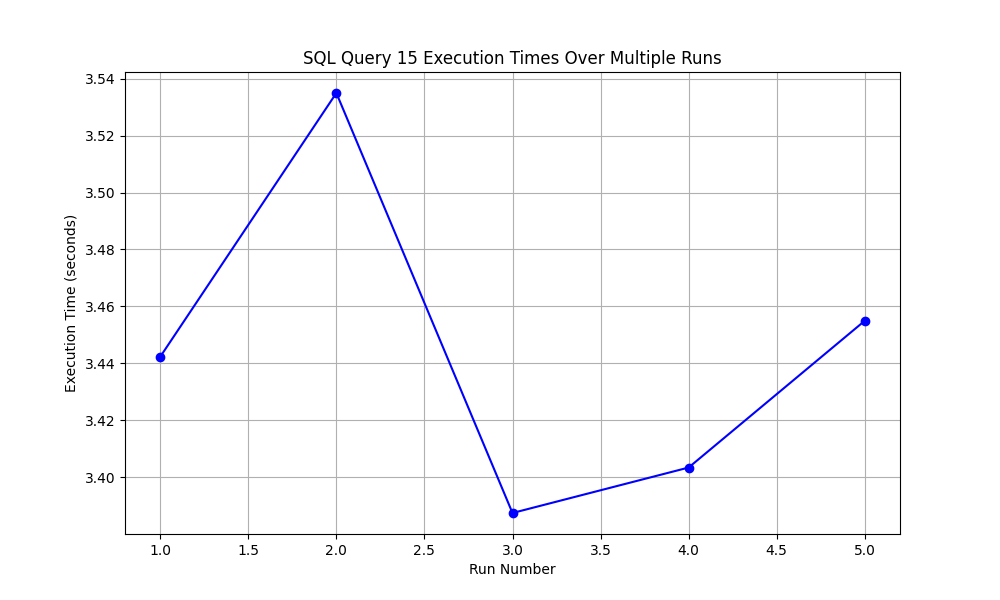 SQL Query 15 Execution Times Over Multiple Runs
3.54
3.52
3.50
3.48
3.46
3.44
3.42
3.40
Execution Time (seconds)
1.0 1.5 2.0 2.5 3.0 3.5 4.0 4.5 5.0
Run Number